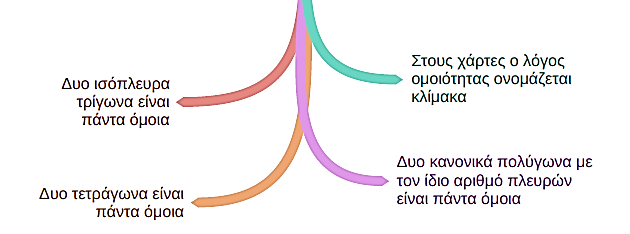 Δυο ισόπλευρα
τρίγωνα είναι
πάντα όμοια
Στους χάρτες ο λόγος
ομοιότητας ονομάζεται
κλίμακα
Δυο τετράγωνα είναι
πάντα όμοια
Δυο κανονικά πολύγωνα με
τον ίδιο αριθμό πλευρών
είναι πάντα όμοια